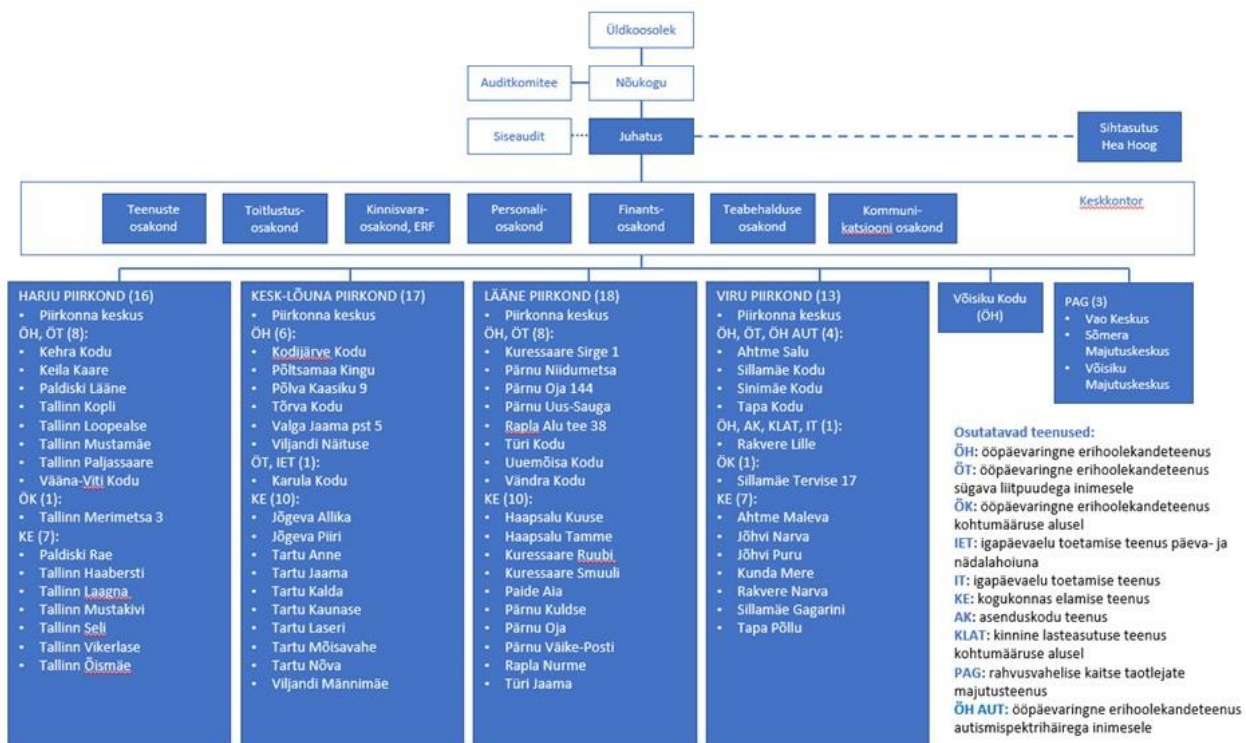 Üldkoosolek
Auditkomitee
Nõukogu
Siseaudit
Juhatus
Sihtasutus
Hea Hoog
Keskkontor
Teenuste
osakond
Toitlustus-
osakond
Kinnisvara-
osakond, ERF
Personali-
osakond
Finants-
osakond
Teabehalduse
osakond
Kommuni-
katsiooni osakond
HARJU PIIRKOND (16)
• Piirkonna keskus
ÖH, ÖT (8):
• Kehra Kodu
• Keila Kaare
• Paldiski Lääne
• Tallinn Kopli
• Tallinn Loopealse
• Tallinn Mustamäe
• Tallinn Paljassaare
• Vääna-Viti Kodu
ÖK (1):
• Tallinn Merimetsa 3
KE (7):
• Paldiski Rae
• Tallinn Haabersti
• Tallinn Laagna
• Tallinn Mustakivi
• Tallinn Seli
• Tallinn Vikerlase
• Tallinn Õismäe
KESK-LÕUNA PIIRKOND (17)
• Piirkonna keskus
ÖH (6):
• Kodijärve Kodu
• Põltsamaa Kingu
• Põlva Kaasiku 9
• Tõrva Kodu
• Valga Jaama pst 5
• Viljandi Näituse
ÖT, IET (1):
• Karula Kodu
KE (10):
• Jõgeva Allika
• Jõgeva Piiri
• Tartu Anne
• Tartu Jaama
• Tartu Kalda
• Tartu Kaunase
• Tartu Laseri
• Tartu Mõisavahe
• Tartu Nõva
• Viljandi Männimäe
LÄÄNE PIIRKOND (18)
• Piirkonna keskus
ÖH, ÖT (8):
• Kuressaare Sirge 1
• Pärnu Niidumetsa
• Pärnu Oja 144
• Pärnu Uus-Sauga
• Rapla Alu tee 38
• Türi Kodu
• Uuemõisa Kodu
• Vändra Kodu
KE (10):
• Haapsalu Kuuse
• Haapsalu Tamme
• Kuressaare Ruubi
• Kuressaare Smuuli
• Paide Aia
• Pärnu Kuldse
• Pärnu Oja
• Pärnu Väike-Posti
• Rapla Nurme
• Türi Jaama
VIRU PIIRKOND (13)
• Piirkonna keskus
ÖH, ÖT, ÖH AUT (4):
• Ahtme Salu
• Sillamäe Kodu
• Sinimäe Kodu
• Tapa Kodu
ÖH, AK, KLAT, IT (1):
• Rakvere Lille
ÖK (1):
• Sillamäe Tervise 17
KE (7):
• Ahtme Maleva
• Jõhvi Narva
• Jõhvi Puru
• Kunda Mere
• Rakvere Narva
• Sillamäe Gagarini
• Tapa Põllu
Võisiku Kodu
(ÖH)
PAG (3)
• Vao Keskus
• Sõmera
Majutuskeskus
• Võisiku
Majutuskeskus
Osutatavad teenused:
ÖH: ööpäevaringne erihoolekandeteenus
ÖT: ööpäevaringne erihoolekandeteenus
sügava liitpuudega inimesele
ÖK: ööpäevaringne erihoolekandeteenus
kohtumääruse alusel
IET: igapäevaelu toetamise teenus päeva- ja
nädalahoiuna
IT: igapäevaelu toetamise teenus
KE: kogukonnas elamise teenus
AK: asenduskodu teenus
KLAT: kinnine lasteasutuse teenus
kohtumääruse alusel
PAG: rahvusvahelise kaitse taotlejate
majutusteenus
ÖH AUT: ööpäevaringne erihoolekandeteenus
autismispektrihäirega inimesele